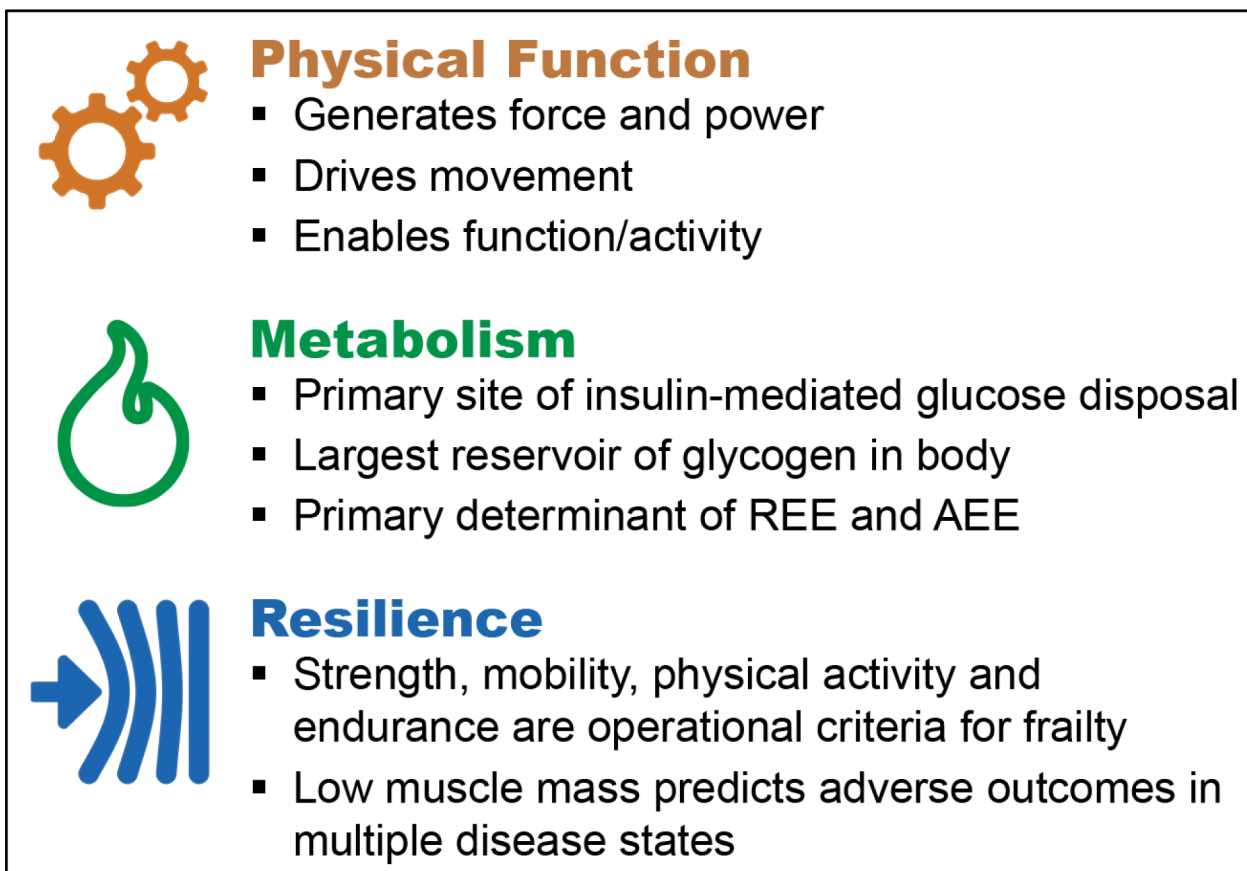 Physical Function
▪ Generates force and power
▪ Drives movement
▪ Enables function/activity
Metabolism
▪ Primary site of insulin-mediated glucose disposal
▪ Largest reservoir of glycogen in body
▪ Primary determinant of REE and AEE
Resilience
▪ Strength, mobility, physical activity and
endurance are operational criteria for frailty
▪ Low muscle mass predicts adverse outcomes in
multiple disease states